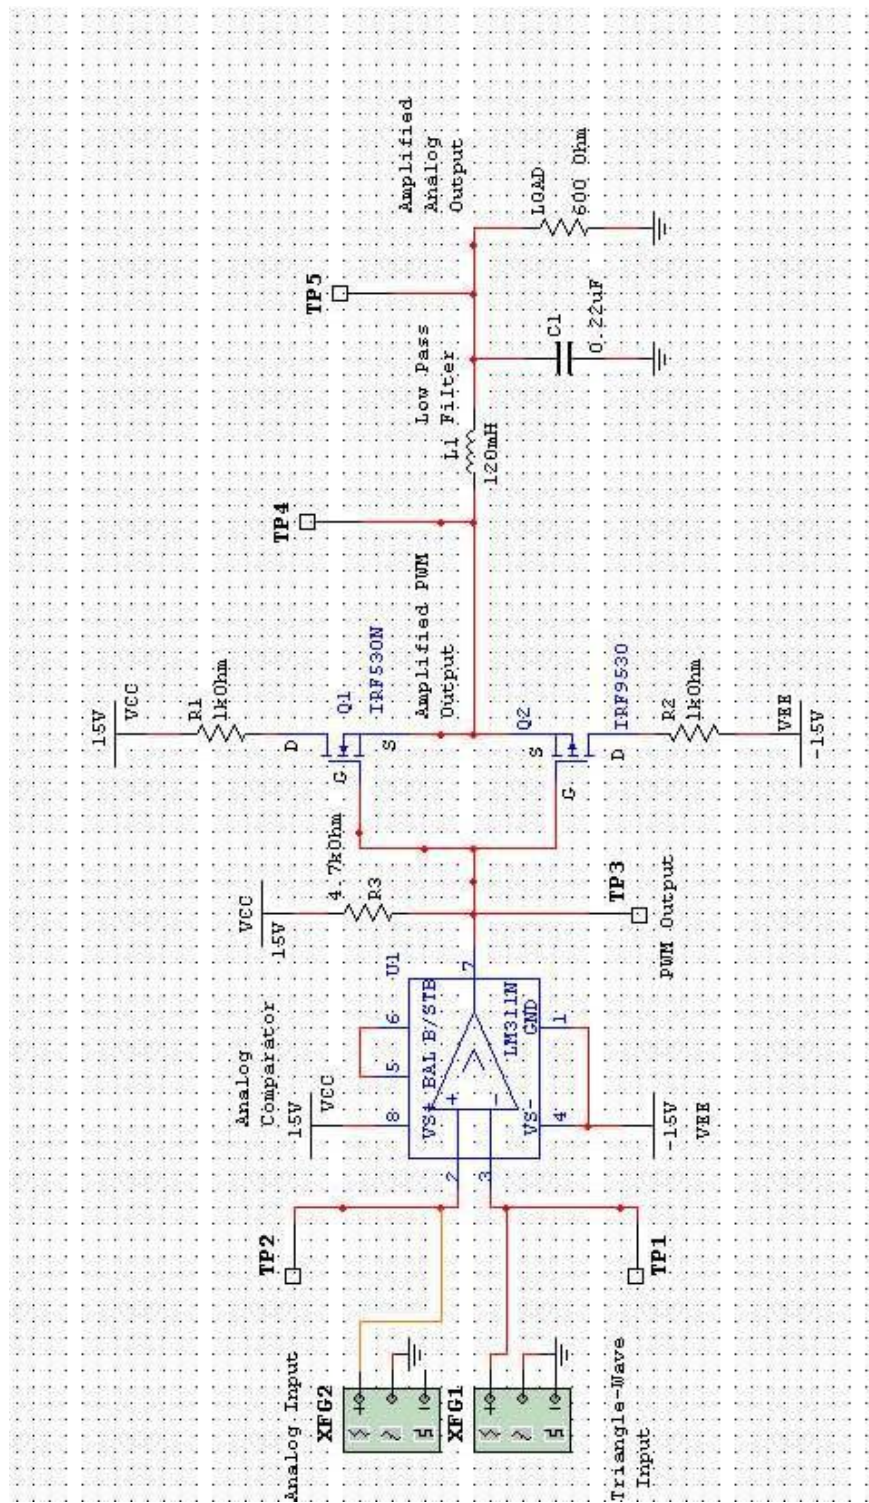 Analog Input
XFG2
XFG1
Triangle-Wave
Input
TP2
TP1
Analog
Comparator
15V
VCC
8
5
6
U1
VS+
BAL
B/STB
2
3
7
LM311N
VS-
GND
4
1
-15V
VEE
VCC
15V
4.7kOhm
R3
TP3
PWM Output
15V
VCC
R1
1kOhm
D
Q1
G
S
IRF530N
Amplified PWM
Output
Q2
S
G
D
IRF9530
R2
1kOhm
VEE
-15V
TP4
Low Pass
Filter
L1
120mH
TP5
C1
0.22uF
Amplified
Analog
Output
LOAD
600 Ohm